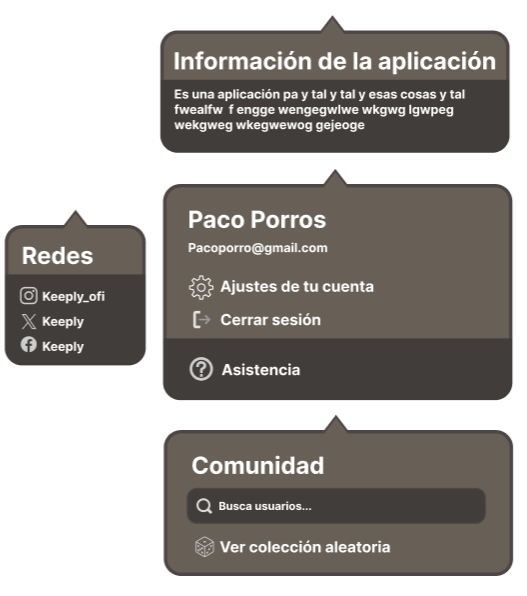 Información de la aplicación
Es una aplicación pa y tal y tal y esas cosas y tal
fwealfw f engge wengegwlwe wkgwg lgwpeg
wekgweg wkegwewog gejeoge
Paco Porros
Pacoporro@gmail.com
Ajustes de tu cuenta
Cerrar sesión
Asistencia
Redes
Keeply_ofi
Keeply
Keeply
Comunidad
Busca usuarios...
Ver colección aleatoria